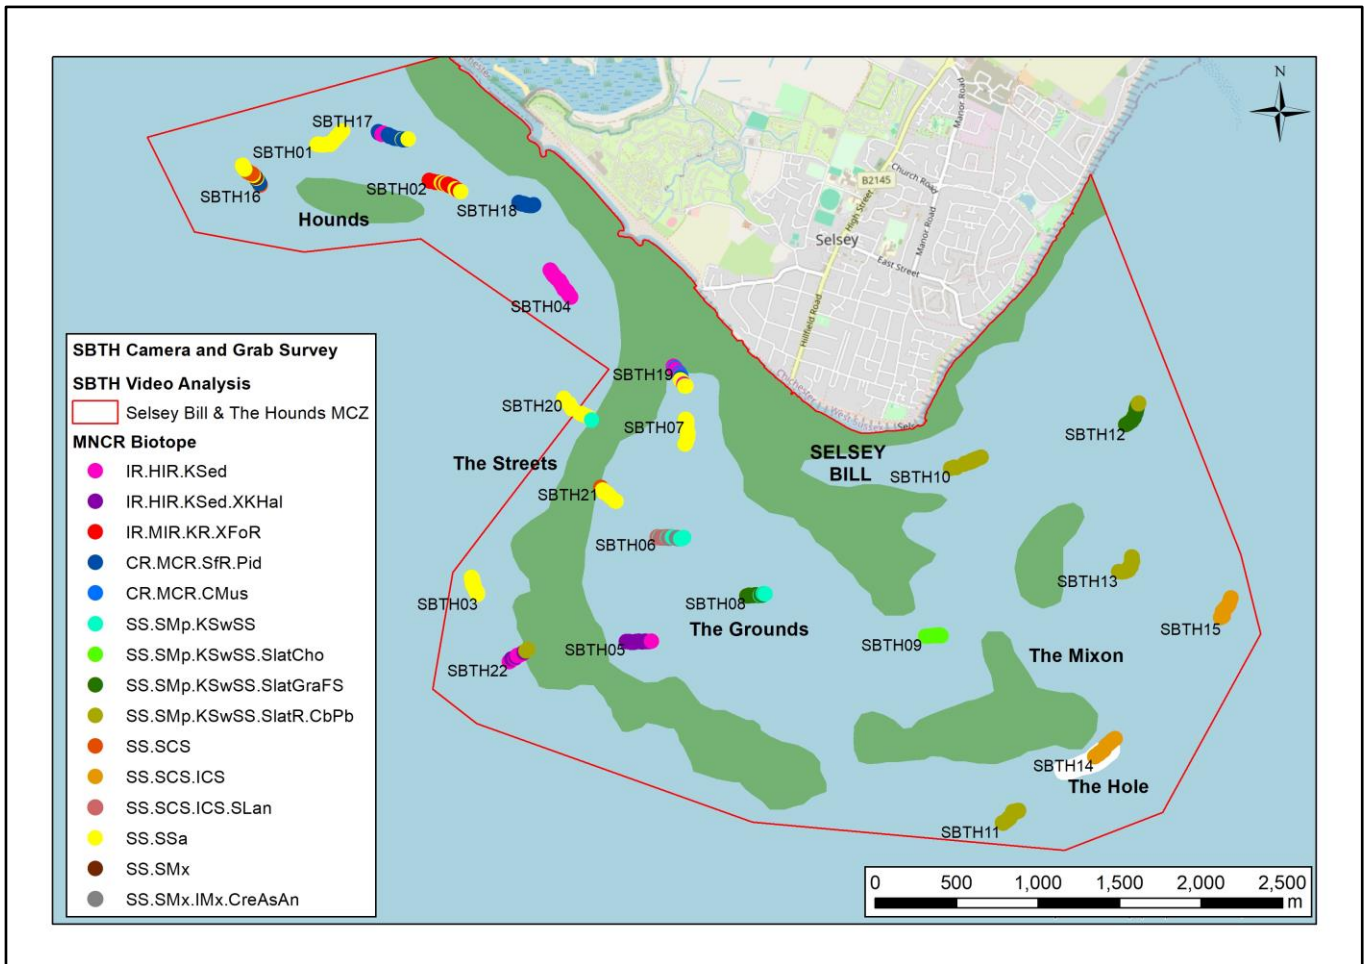 N
SBTH17
SBTH01
SBTH16
SBTH02
Hounds
SBTH18
SBTH04
Manor Road
Church Road
B2145
High Street
Manor Road
Selsey
East Street
Hillfield Road
SBTH19
SBTH20
SBTH07
SBTH12
The Streets
SELSEY
BILL
SBTH10
SBTH21
SBTH06
SBTH13
SBTH03
SBTH08
The Grounds
SBTH15
SBTH09
SBTH05
The Mixon
SBTH22
SBTH14
The Hole
SBTH11
SBTH Camera and Grab Survey
SBTH Video Analysis
Selsey Bill & The Hounds MCZ
MNCR Biotope
IR.HIR.KSed
IR.HIR.KSed.XKHal
IR.MIR.KR.XFoR
CR.MCR.SfR.Pid
CR.MCR.CMus
SS.SMp.KSwSS
SS.SMp.KSwSS.SlatCho
SS.SMp.KSwSS.SlatGraFS
SS.SMp.KSwSS.SlatR.CbPb
SS.SCS
SS.SCS.ICS
SS.SCS.ICS.SLan
SS.SSa
SS.SMx
SS.SMx.IMx.CreAsAn
0 500 1,000 1,500 2,000 2,500
m